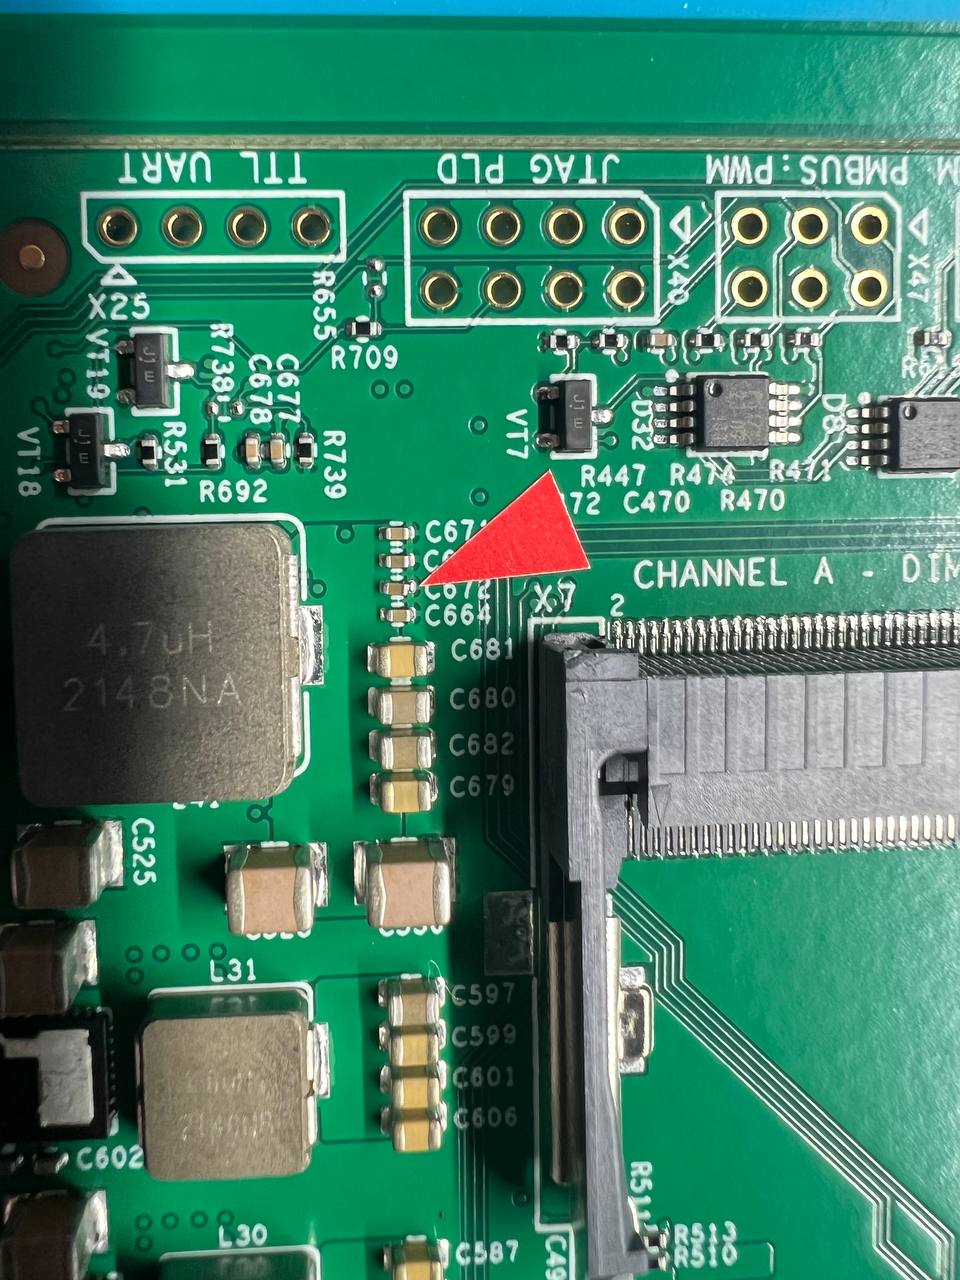 TTL UART
JTAG PLD
PMBUS:PWM
X25
R655
X40
X47
VT19
R738
C678
C677
R709
VT18
R531
R692
R739
VT7
D32
D8
R447
R474
R471
C470
R470
C672
C664
CHANNEL A - DIM
X7
2
C681
C680
C682
C679
4.7uH
2148NA
C525
L31
C597
C599
C601
C606
C602
L30
C587
R512
R510
C49